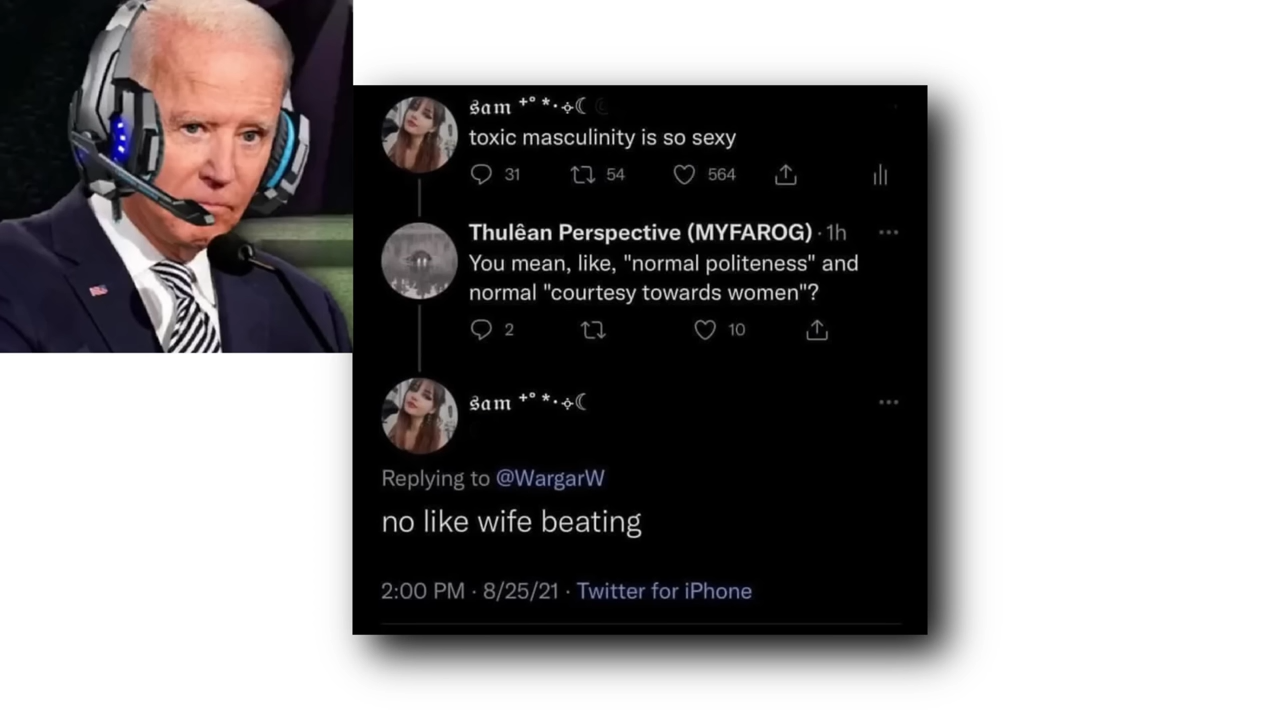 𝔰𝔞𝔪 ⁺˚*·✧☾
toxic masculinity is so sexy
31 54 564
Thulêan Perspective (MYFAROG) · 1h
You mean, like, "normal politeness" and
normal "courtesy towards women"?
2 10
𝔰𝔞𝔪 ⁺˚*·✧☾
Replying to @WargarW
no like wife beating
2:00 PM · 8/25/21 · Twitter for iPhone